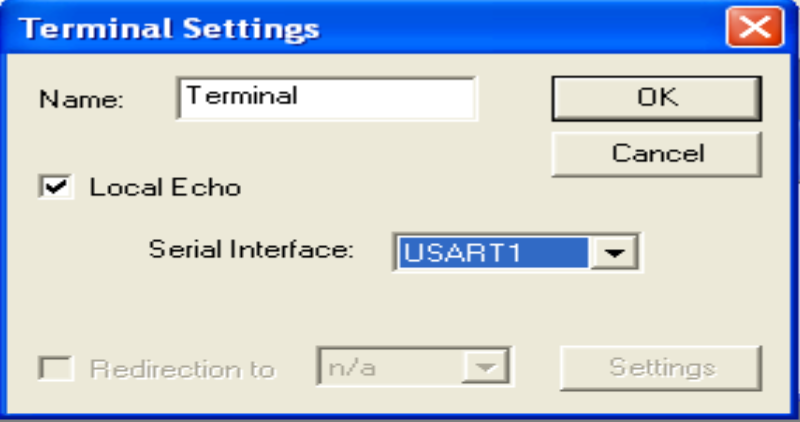 Terminal Settings
Name: Terminal OK
Cancel
Local Echo
Serial Interface: USART1
Redirection to n/a Settings